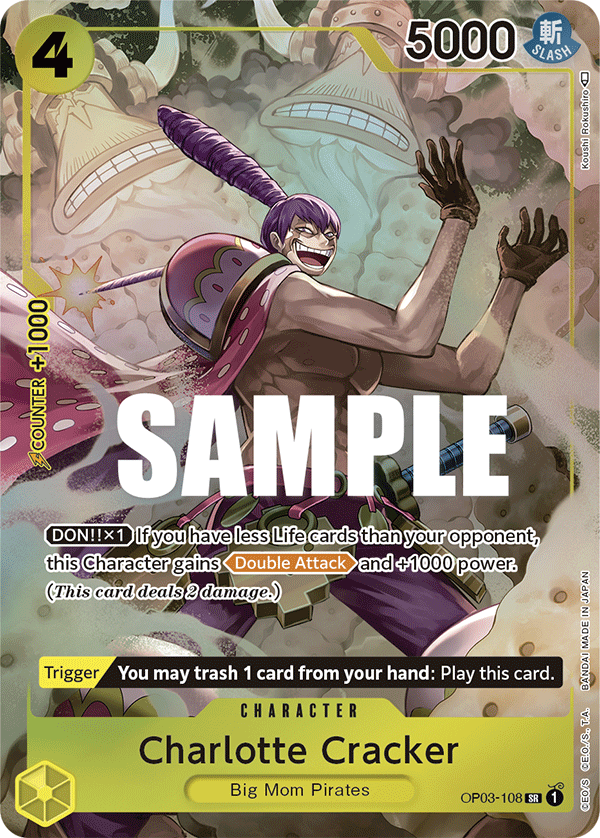 4
5000
斬
SLASH
Koushi Rokushiro
COUNTER +1000
SAMPLE
DON!!×1 If you have less Life cards than your opponent,
this Character gains Double Attack and +1000 power.
(This card deals 2 damage.)
Trigger You may trash 1 card from your hand: Play this card.
CHARACTER
Charlotte Cracker
Big Mom Pirates
OP03-108 SR 1
©EO/S ©E.O./S, T.A. BANDAI MADE IN JAPAN